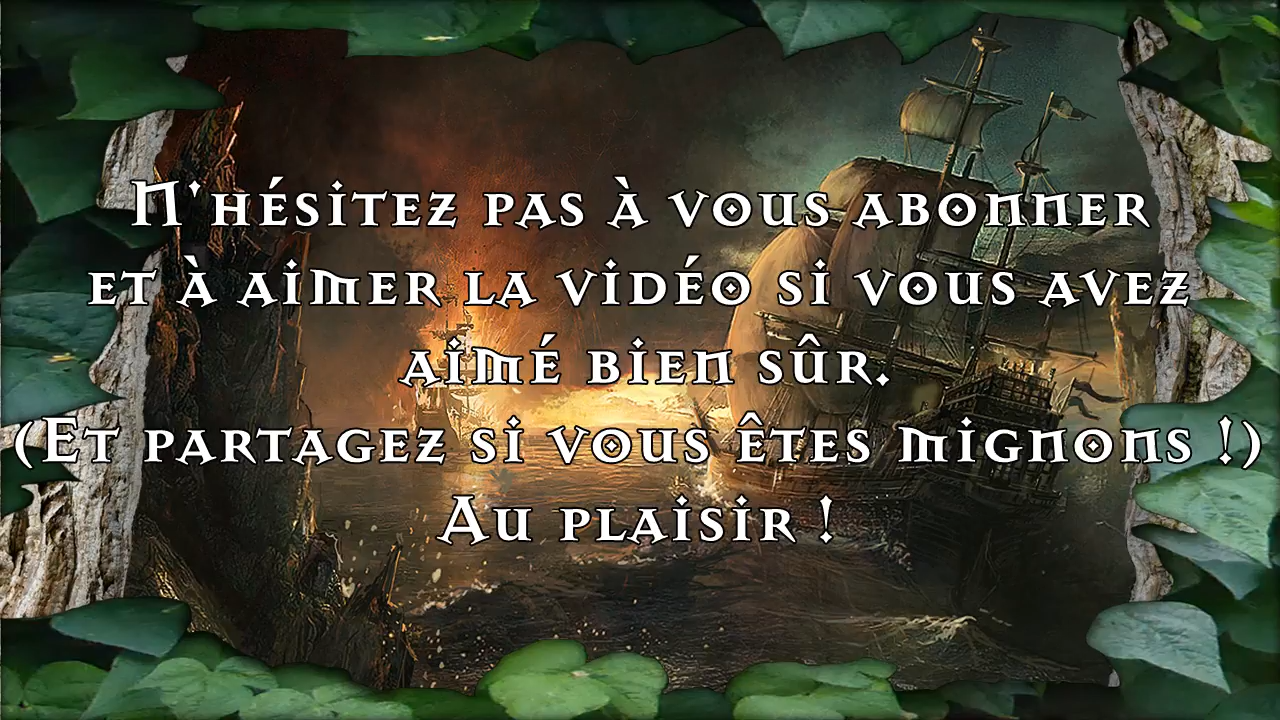 N'hésitez pas à vous abonner
et à aimer la vidéo si vous avez
aimé bien sûr.
(Et partagez si vous êtes mignons !)
Au plaisir !